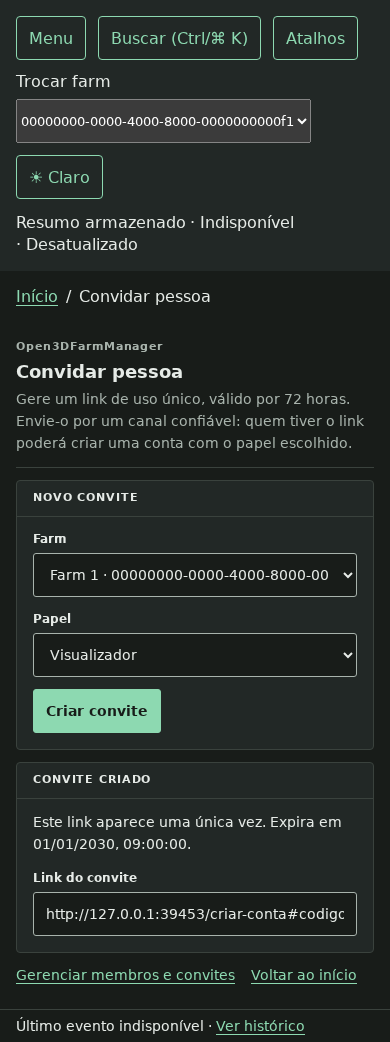 Menu
Buscar (Ctrl/⌘ K)
Atalhos
Trocar farm
00000000-0000-4000-8000-0000000000f1
☀ Claro
Resumo armazenado · Indisponível
· Desatualizado
Início / Convidar pessoa
Open3DFarmManager
Convidar pessoa
Gere um link de uso único, válido por 72 horas.
Envie-o por um canal confiável: quem tiver o link
poderá criar uma conta com o papel escolhido.
NOVO CONVITE
Farm
Farm 1 · 00000000-0000-4000-8000-00
Papel
Visualizador
Criar convite
CONVITE CRIADO
Este link aparece uma única vez. Expira em
01/01/2030, 09:00:00.
Link do convite
http://127.0.0.1:39453/criar-conta#codigo
Gerenciar membros e convites Voltar ao início
Último evento indisponível · Ver histórico